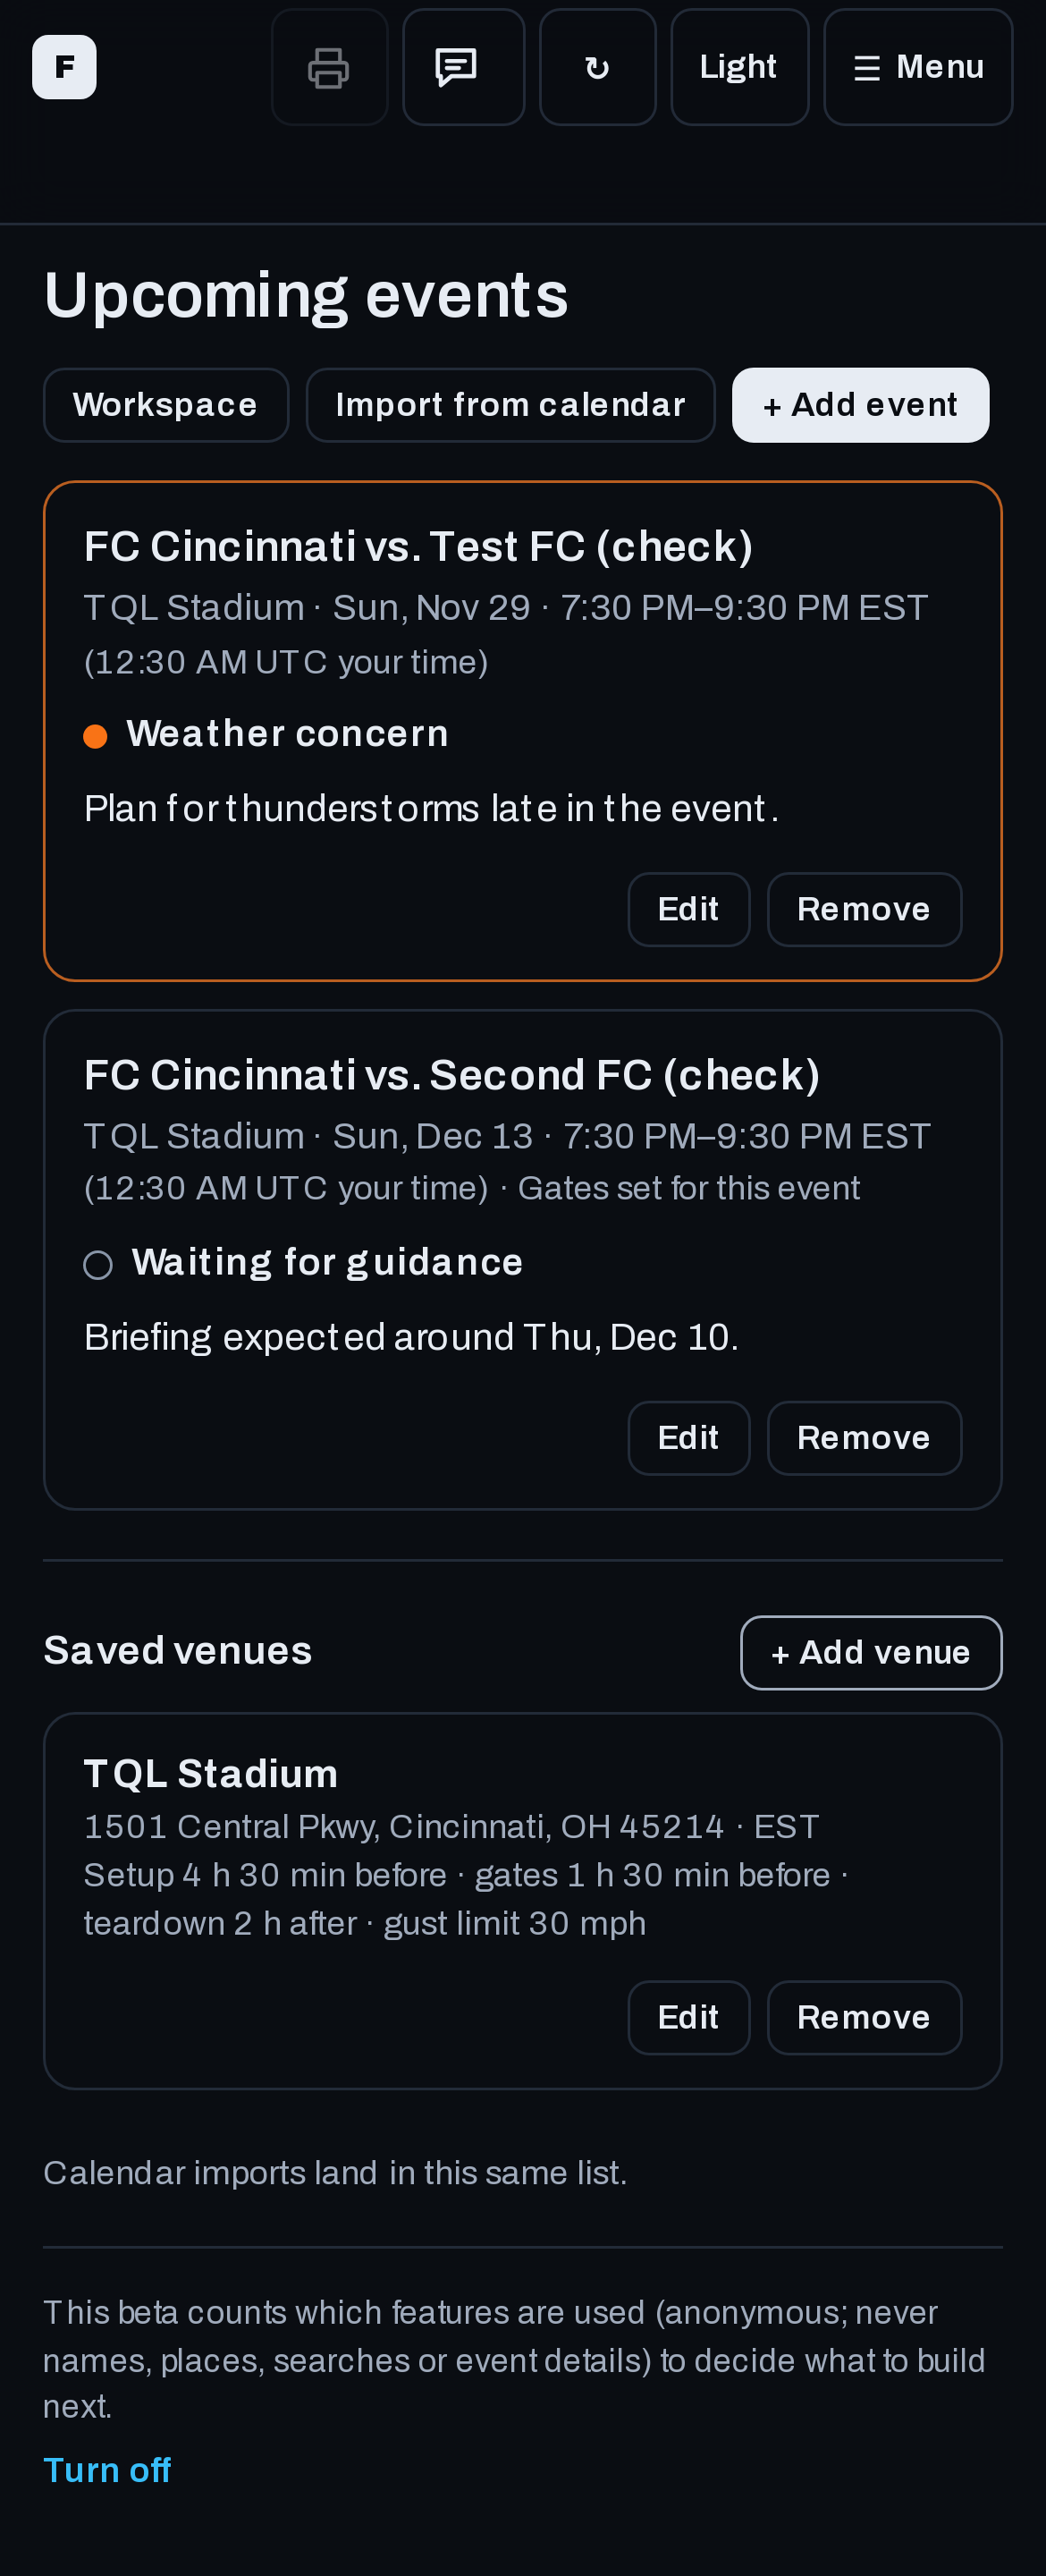 F
↻
Light
☰ Menu
Upcoming events
Workspace
Import from calendar
+ Add event
FC Cincinnati vs. Test FC (check)
TQL Stadium · Sun, Nov 29 · 7:30 PM–9:30 PM EST
(12:30 AM UTC your time)
Weather concern
Plan for thunderstorms late in the event.
Edit
Remove
FC Cincinnati vs. Second FC (check)
TQL Stadium · Sun, Dec 13 · 7:30 PM–9:30 PM EST
(12:30 AM UTC your time) · Gates set for this event
Waiting for guidance
Briefing expected around Thu, Dec 10.
Edit
Remove
Saved venues
+ Add venue
TQL Stadium
1501 Central Pkwy, Cincinnati, OH 45214 · EST
Setup 4 h 30 min before · gates 1 h 30 min before ·
teardown 2 h after · gust limit 30 mph
Edit
Remove
Calendar imports land in this same list.
This beta counts which features are used (anonymous; never
names, places, searches or event details) to decide what to build
next.
Turn off